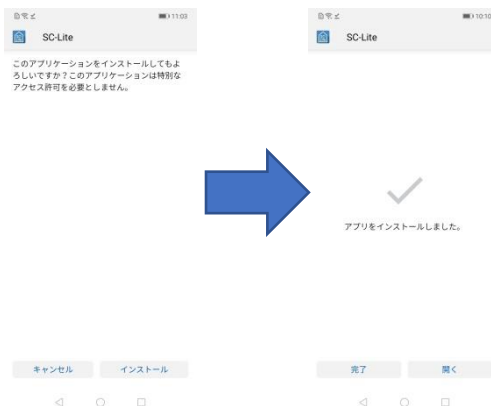 11:03
SC-Lite
このアプリケーションをインストールしてもよ
ろしいですか？このアプリケーションは特別な
アクセス許可を必要としません。
キャンセル インストール
10:10
SC-Lite
アプリをインストールしました。
完了 開く